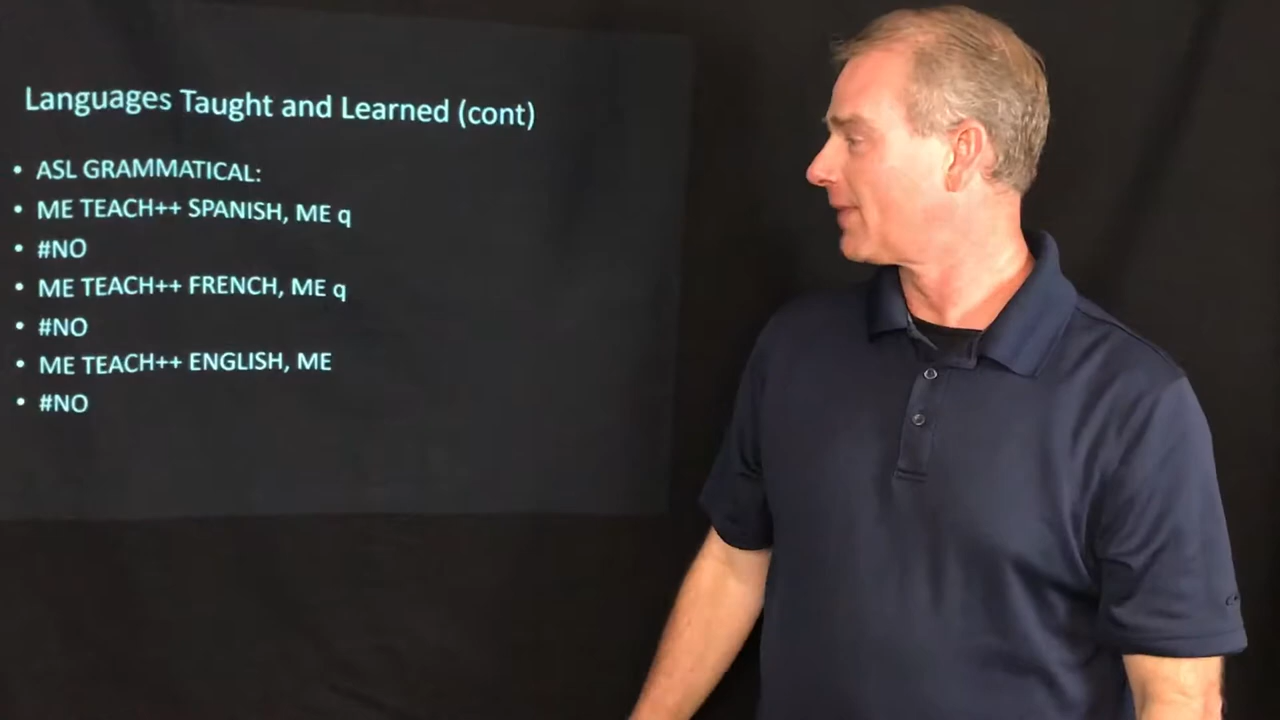 Languages Taught and Learned (cont)
• ASL GRAMMATICAL:
• ME TEACH++ SPANISH, ME q
• #NO
• ME TEACH++ FRENCH, ME q
• #NO
• ME TEACH++ ENGLISH, ME
• #NO